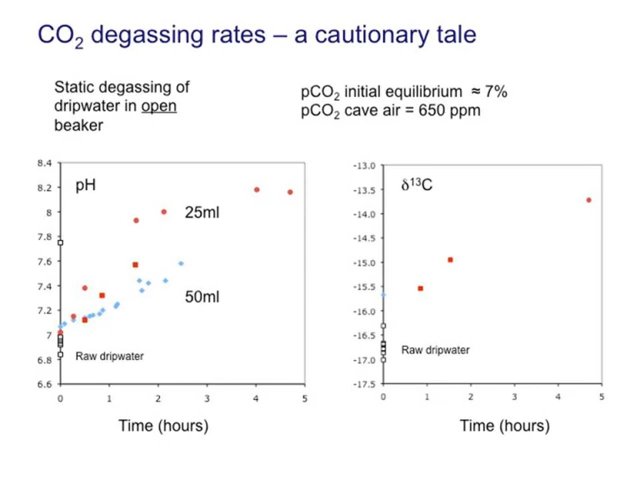 CO2 degassing rates – a cautionary tale
Static degassing of
dripwater in open
beaker
pCO2 initial equilibrium ≈ 7%
pCO2 cave air = 650 ppm
8.4
8.2
8
7.8
7.6
7.4
7.2
7
6.8
6.6
pH
25ml
50ml
Raw dripwater
0 1 2 3 4 5
Time (hours)
-13.0
-13.5
-14.0
-14.5
-15.0
-15.5
-16.0
-16.5
-17.0
-17.5
δ13C
Raw dripwater
0 1 2 3 4 5
Time (hours)